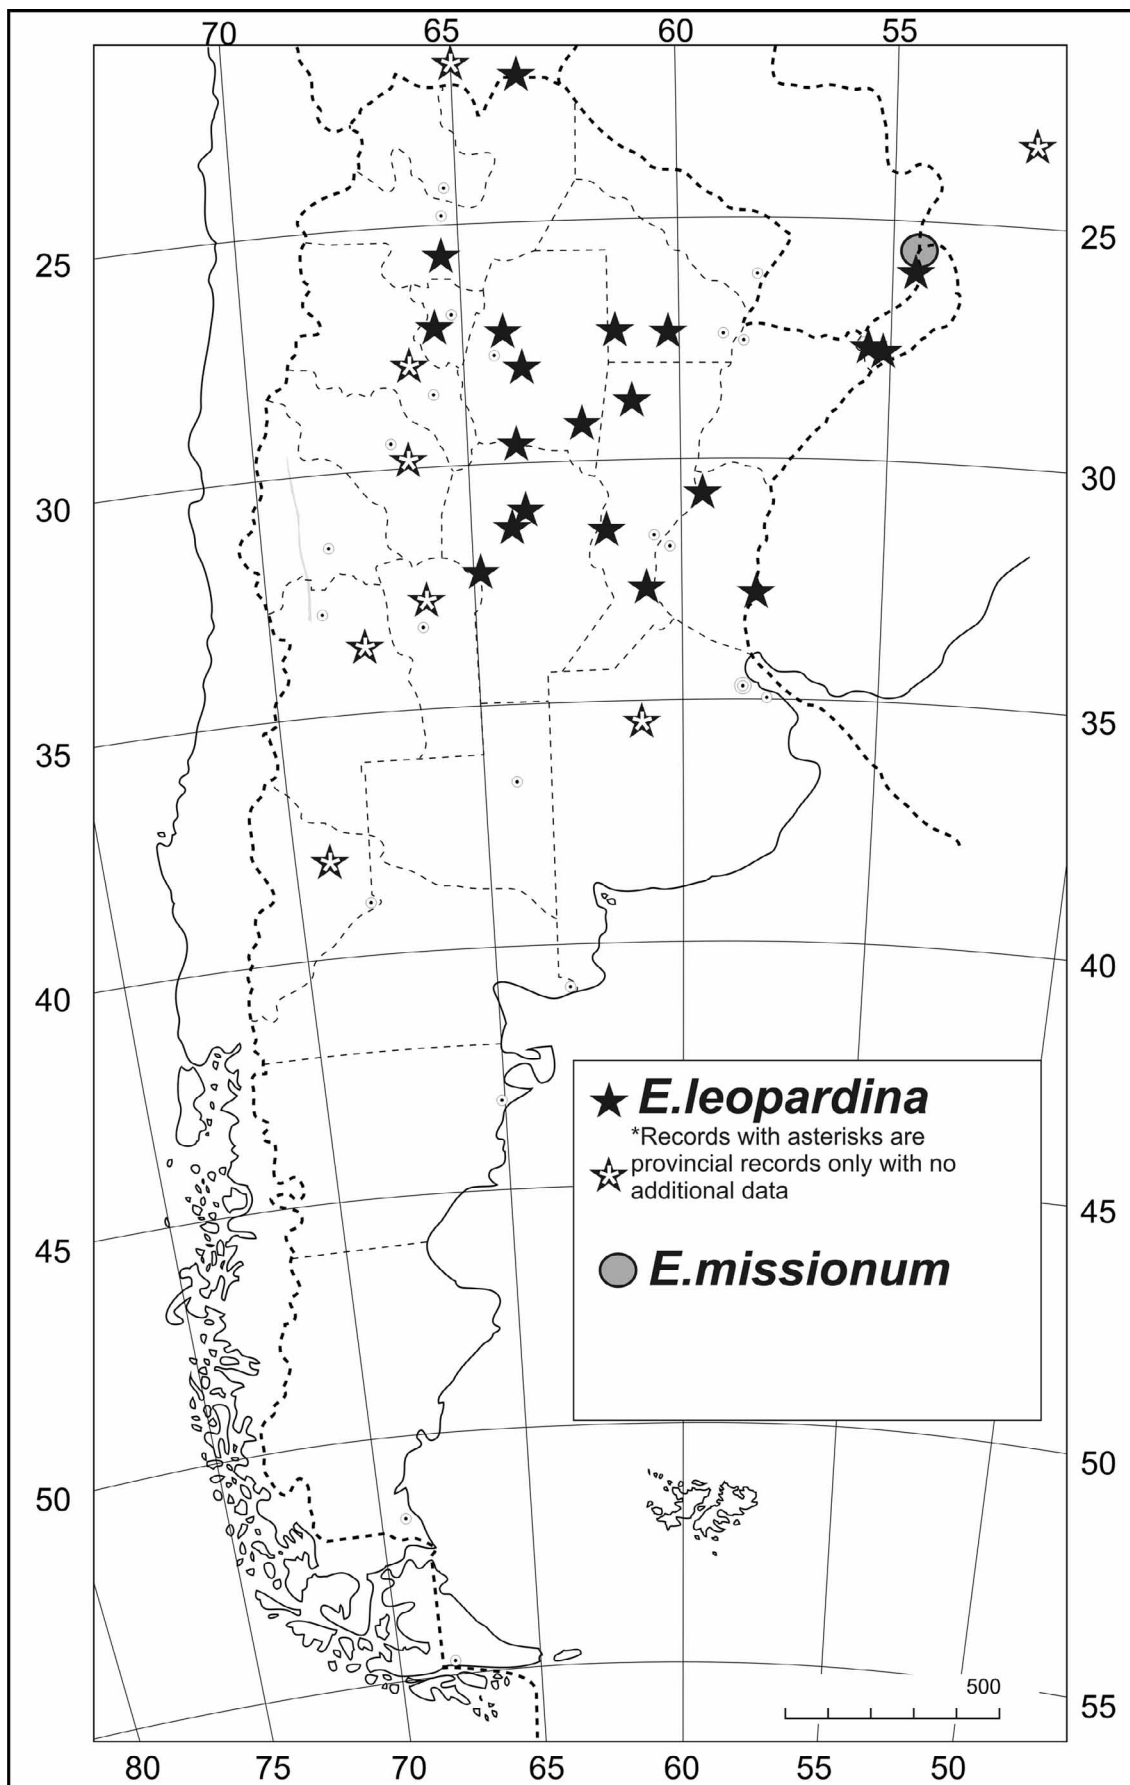 70 65 60 55
25 25
30 30
35 35
40 40
E.leopardina
*Records with asterisks are
provincial records only with no
additional data
45 45
E.missionum
50 50
500
55
80 75 70 65 60 55 50